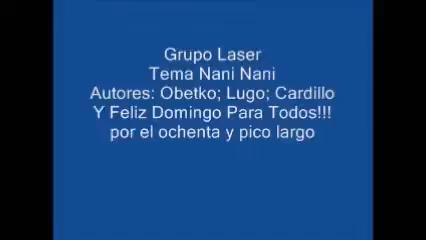 Grupo Laser
Tema Nani Nani
Autores: Obetko; Lugo; Cardillo
Y Feliz Domingo Para Todos!!!
por el ochenta y pico largo